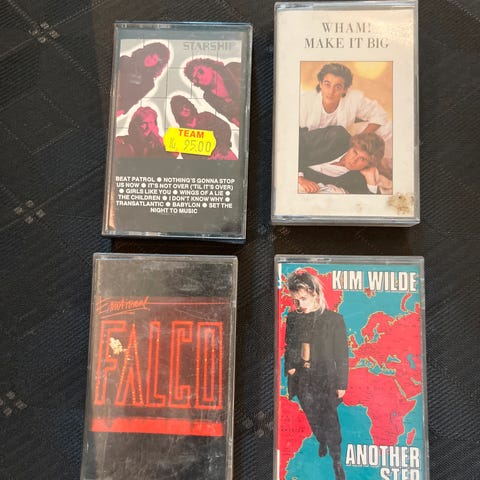 STARSHIP
TEAM
kr. 95.00
BEAT PATROL ● NOTHING'S GONNA STOP
US NOW ● IT'S NOT OVER ('TIL IT'S OVER)
● GIRLS LIKE YOU ● WINGS OF A LIE ●
THE CHILDREN ● I DON'T KNOW WHY ●
TRANSATLANTIC ● BABYLON ● SET THE
NIGHT TO MUSIC
WHAM!
MAKE IT BIG
Emotional
FALCO
KIM WILDE
ANOTHER
STEP